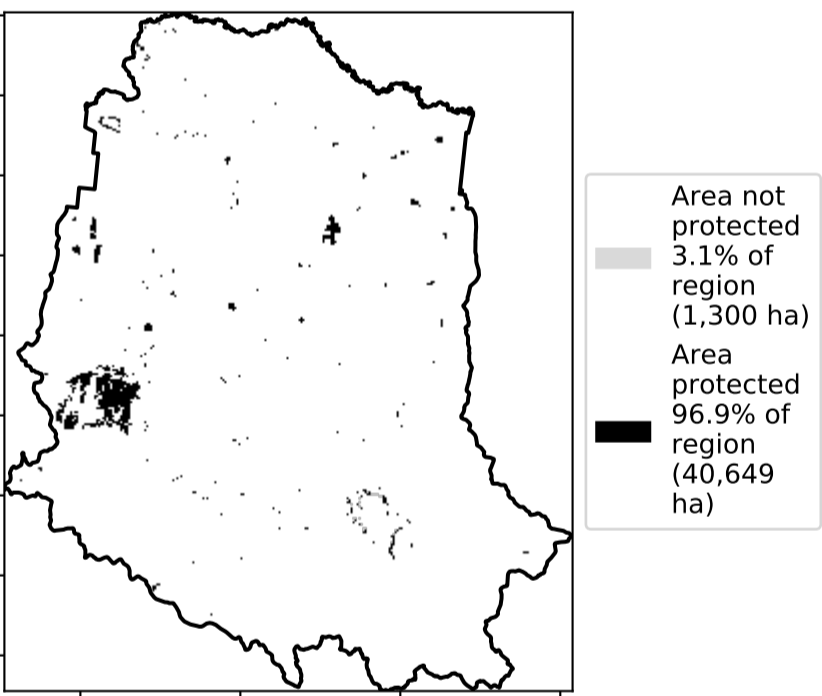 Area not
protected
3.1% of
region
(1,300 ha)
Area
protected
96.9% of
region
(40,649
ha)